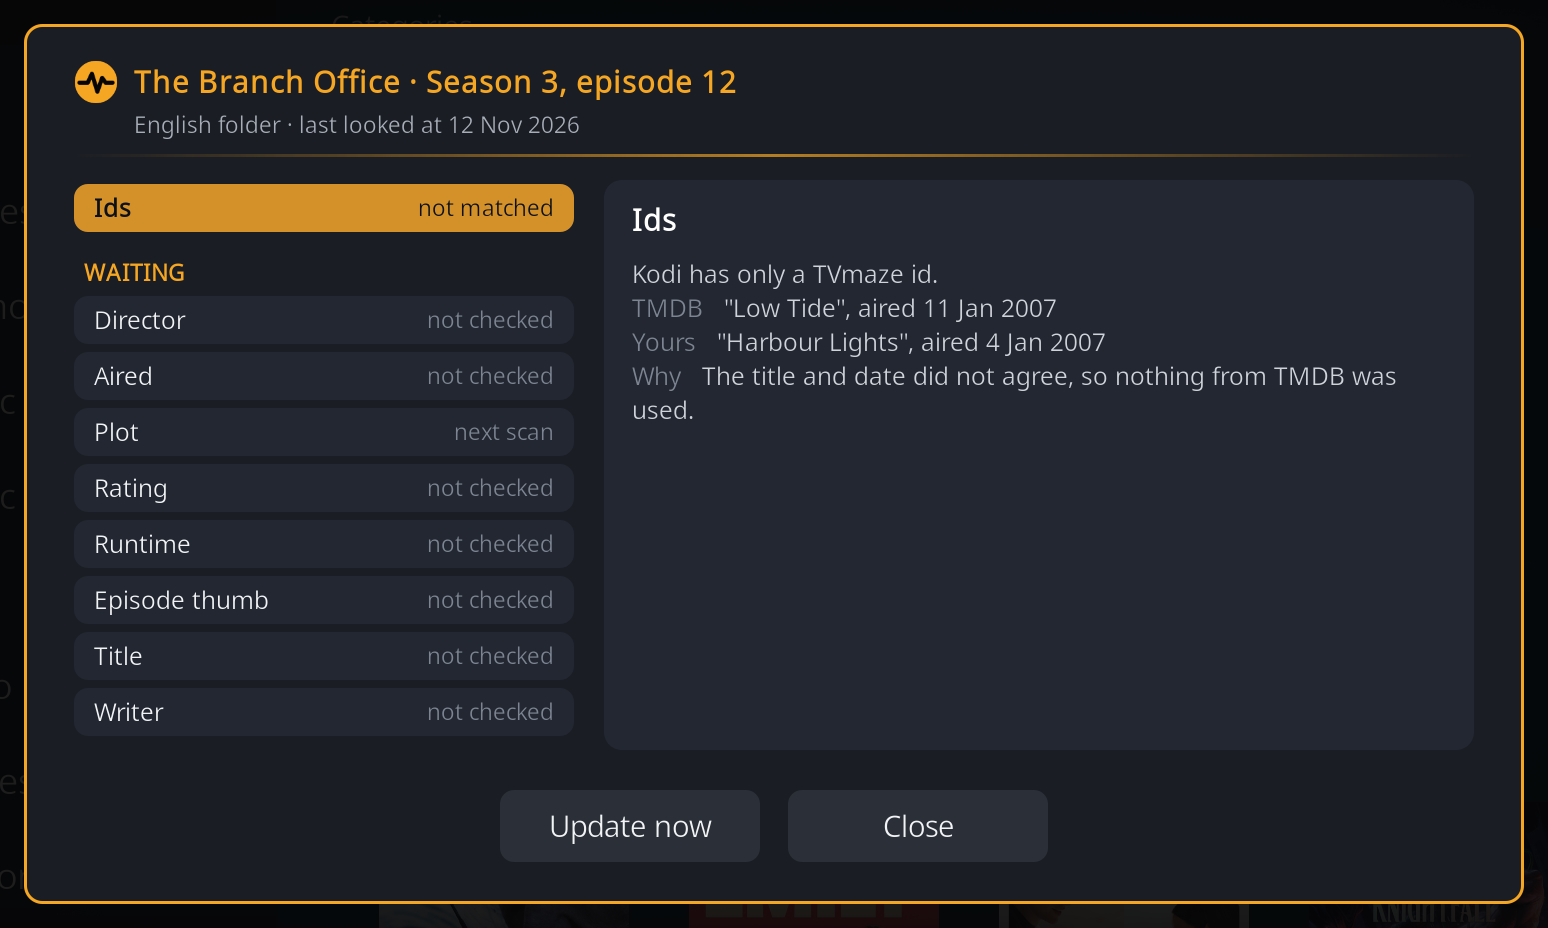 Categories
The Branch Office · Season 3, episode 12
English folder · last looked at 12 Nov 2026
Ids not matched
WAITING
Director not checked
Aired not checked
Plot next scan
Rating not checked
Runtime not checked
Episode thumb not checked
Title not checked
Writer not checked
Ids
Kodi has only a TVmaze id.
TMDB "Low Tide", aired 11 Jan 2007
Yours "Harbour Lights", aired 4 Jan 2007
Why The title and date did not agree, so nothing from TMDB was
used.
Update now
Close